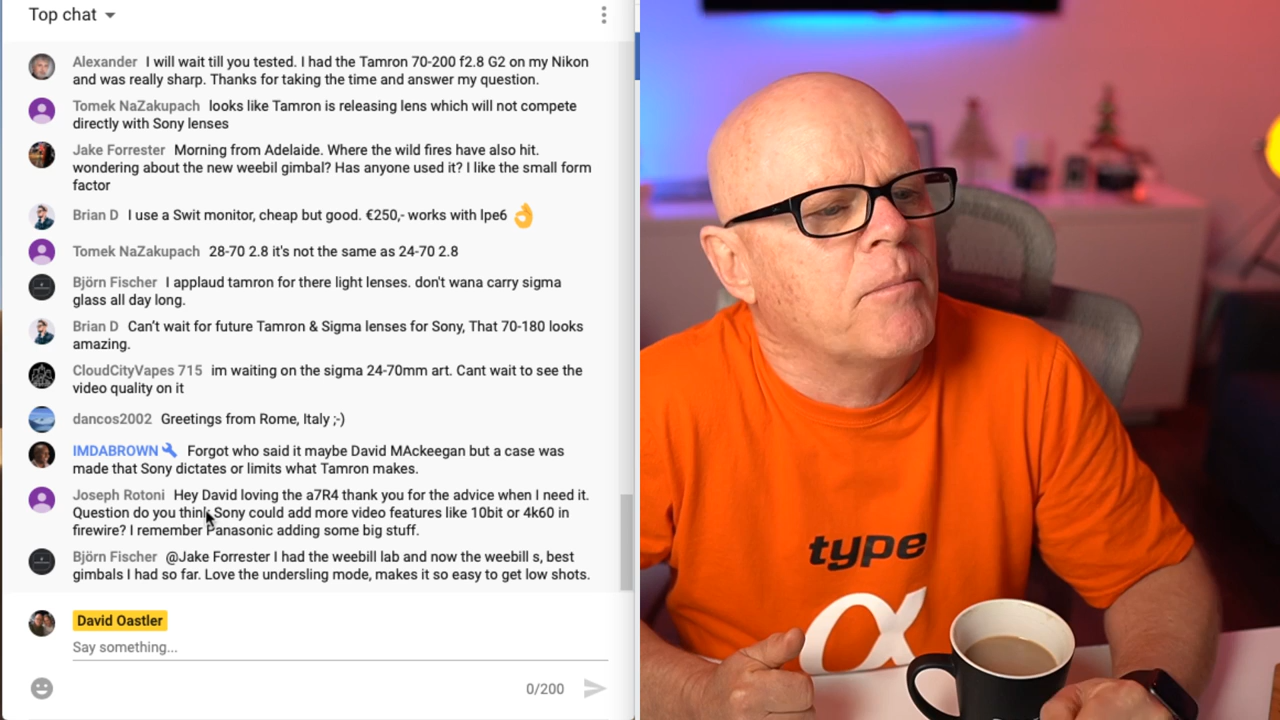 Top chat
Alexander I will wait till you tested. I had the Tamron 70-200 f2.8 G2 on my Nikon
and was really sharp. Thanks for taking the time and answer my question.
Tomek NaZakupach looks like Tamron is releasing lens which will not compete
directly with Sony lenses
Jake Forrester Morning from Adelaide. Where the wild fires have also hit.
wondering about the new weebil gimbal? Has anyone used it? I like the small form
factor
Brian D I use a Swit monitor, cheap but good. €250,- works with lpe6 👌
Tomek NaZakupach 28-70 2.8 it's not the same as 24-70 2.8
Björn Fischer I applaud tamron for there light lenses. don't wana carry sigma
glass all day long.
Brian D Can’t wait for future Tamron & Sigma lenses for Sony, That 70-180 looks
amazing.
CloudCityVapes 715 im waiting on the sigma 24-70mm art. Cant wait to see the
video quality on it
dancos2002 Greetings from Rome, Italy ;-)
IMDABROWN Forgot who said it maybe David MAckeegan but a case was
made that Sony dictates or limits what Tamron makes.
Joseph Rotoni Hey David loving the a7R4 thank you for the advice when I need it.
Question do you think Sony could add more video features like 10bit or 4k60 in
firewire? I remember Panasonic adding some big stuff.
Björn Fischer @Jake Forrester I had the weebill lab and now the weebill s, best
gimbals I had so far. Love the undersling mode, makes it so easy to get low shots.
David Oastler
Say something...
0/200
type
α